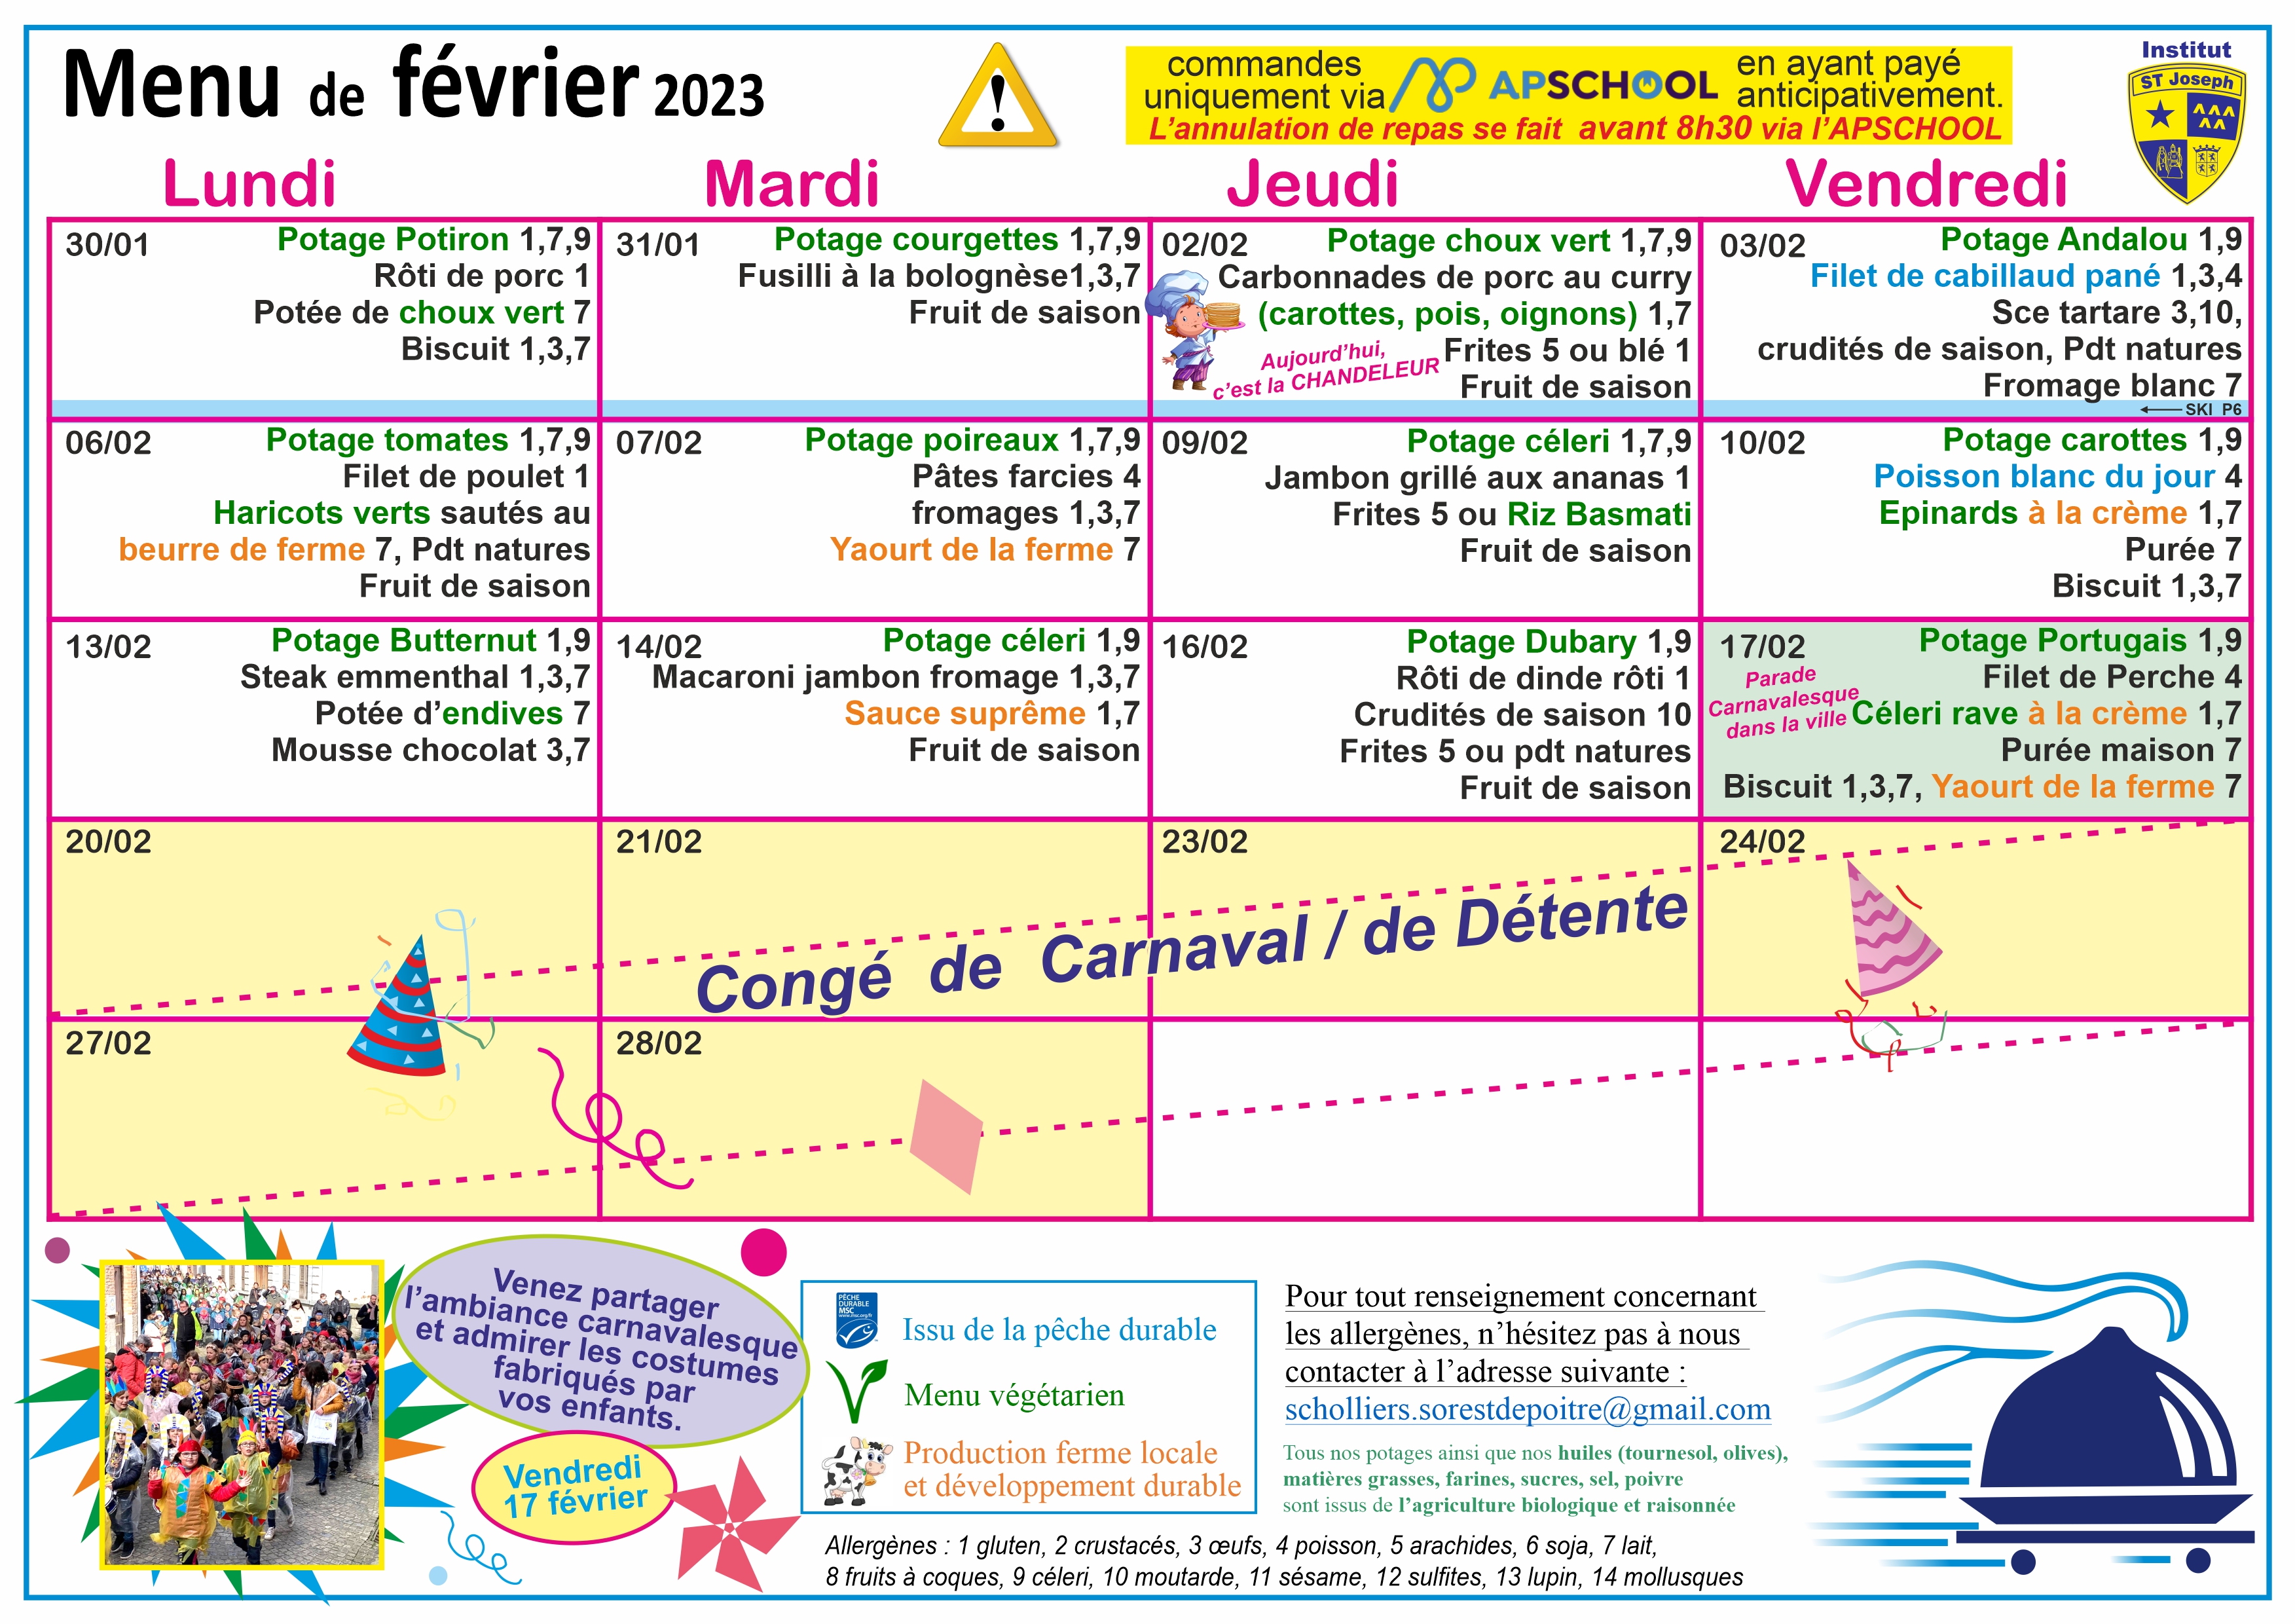 Menu de février 2023
commandes
uniquement via
APSCHOOL
en ayant payé
anticipativement.
L'annulation de repas se fait avant 8h30 via l'APSCHOOL
Institut
ST Joseph
Lundi
Mardi
Jeudi
Vendredi
30/01
Potage Potiron 1,7,9
Rôti de porc 1
Potée de choux vert 7
Biscuit 1,3,7
31/01
Potage courgettes 1,7,9
Fusilli à la bolognèse1,3,7
Fruit de saison
02/02
Potage choux vert 1,7,9
Carbonnades de porc au curry
(carottes, pois, oignons) 1,7
Frites 5 ou blé 1
Fruit de saison
Aujourd'hui,
c'est la CHANDELEUR
03/02
Potage Andalou 1,9
Filet de cabillaud pané 1,3,4
Sce tartare 3,10,
crudités de saison, Pdt natures
Fromage blanc 7
SKI P6
06/02
Potage tomates 1,7,9
Filet de poulet 1
Haricots verts sautés au
beurre de ferme 7, Pdt natures
Fruit de saison
07/02
Potage poireaux 1,7,9
Pâtes farcies 4
fromages 1,3,7
Yaourt de la ferme 7
09/02
Potage céleri 1,7,9
Jambon grillé aux ananas 1
Frites 5 ou Riz Basmati
Fruit de saison
10/02
Potage carottes 1,9
Poisson blanc du jour 4
Epinards à la crème 1,7
Purée 7
Biscuit 1,3,7
13/02
Potage Butternut 1,9
Steak emmenthal 1,3,7
Potée d'endives 7
Mousse chocolat 3,7
14/02
Potage céleri 1,9
Macaroni jambon fromage 1,3,7
Sauce suprême 1,7
Fruit de saison
16/02
Potage Dubary 1,9
Rôti de dinde rôti 1
Crudités de saison 10
Frites 5 ou pdt natures
Fruit de saison
17/02
Parade
Carnavalesque
dans la ville
Potage Portugais 1,9
Filet de Perche 4
Céleri rave à la crème 1,7
Purée maison 7
Biscuit 1,3,7, Yaourt de la ferme 7
20/02
21/02
23/02
24/02
Congé de Carnaval / de Détente
27/02
28/02
Venez partager
l'ambiance carnavalesque
et admirer les costumes
fabriqués par
vos enfants.
Vendredi
17 février
PÊCHE
DURABLE
MSC
www.msc.org/fr
Issu de la pêche durable
Menu végétarien
Production ferme locale
et développement durable
Pour tout renseignement concernant
les allergènes, n'hésitez pas à nous
contacter à l'adresse suivante :
scholliers.sorestdepoitre@gmail.com
Tous nos potages ainsi que nos huiles (tournesol, olives),
matières grasses, farines, sucres, sel, poivre
sont issus de l'agriculture biologique et raisonnée
Allergènes : 1 gluten, 2 crustacés, 3 œufs, 4 poisson, 5 arachides, 6 soja, 7 lait,
8 fruits à coques, 9 céleri, 10 moutarde, 11 sésame, 12 sulfites, 13 lupin, 14 mollusques